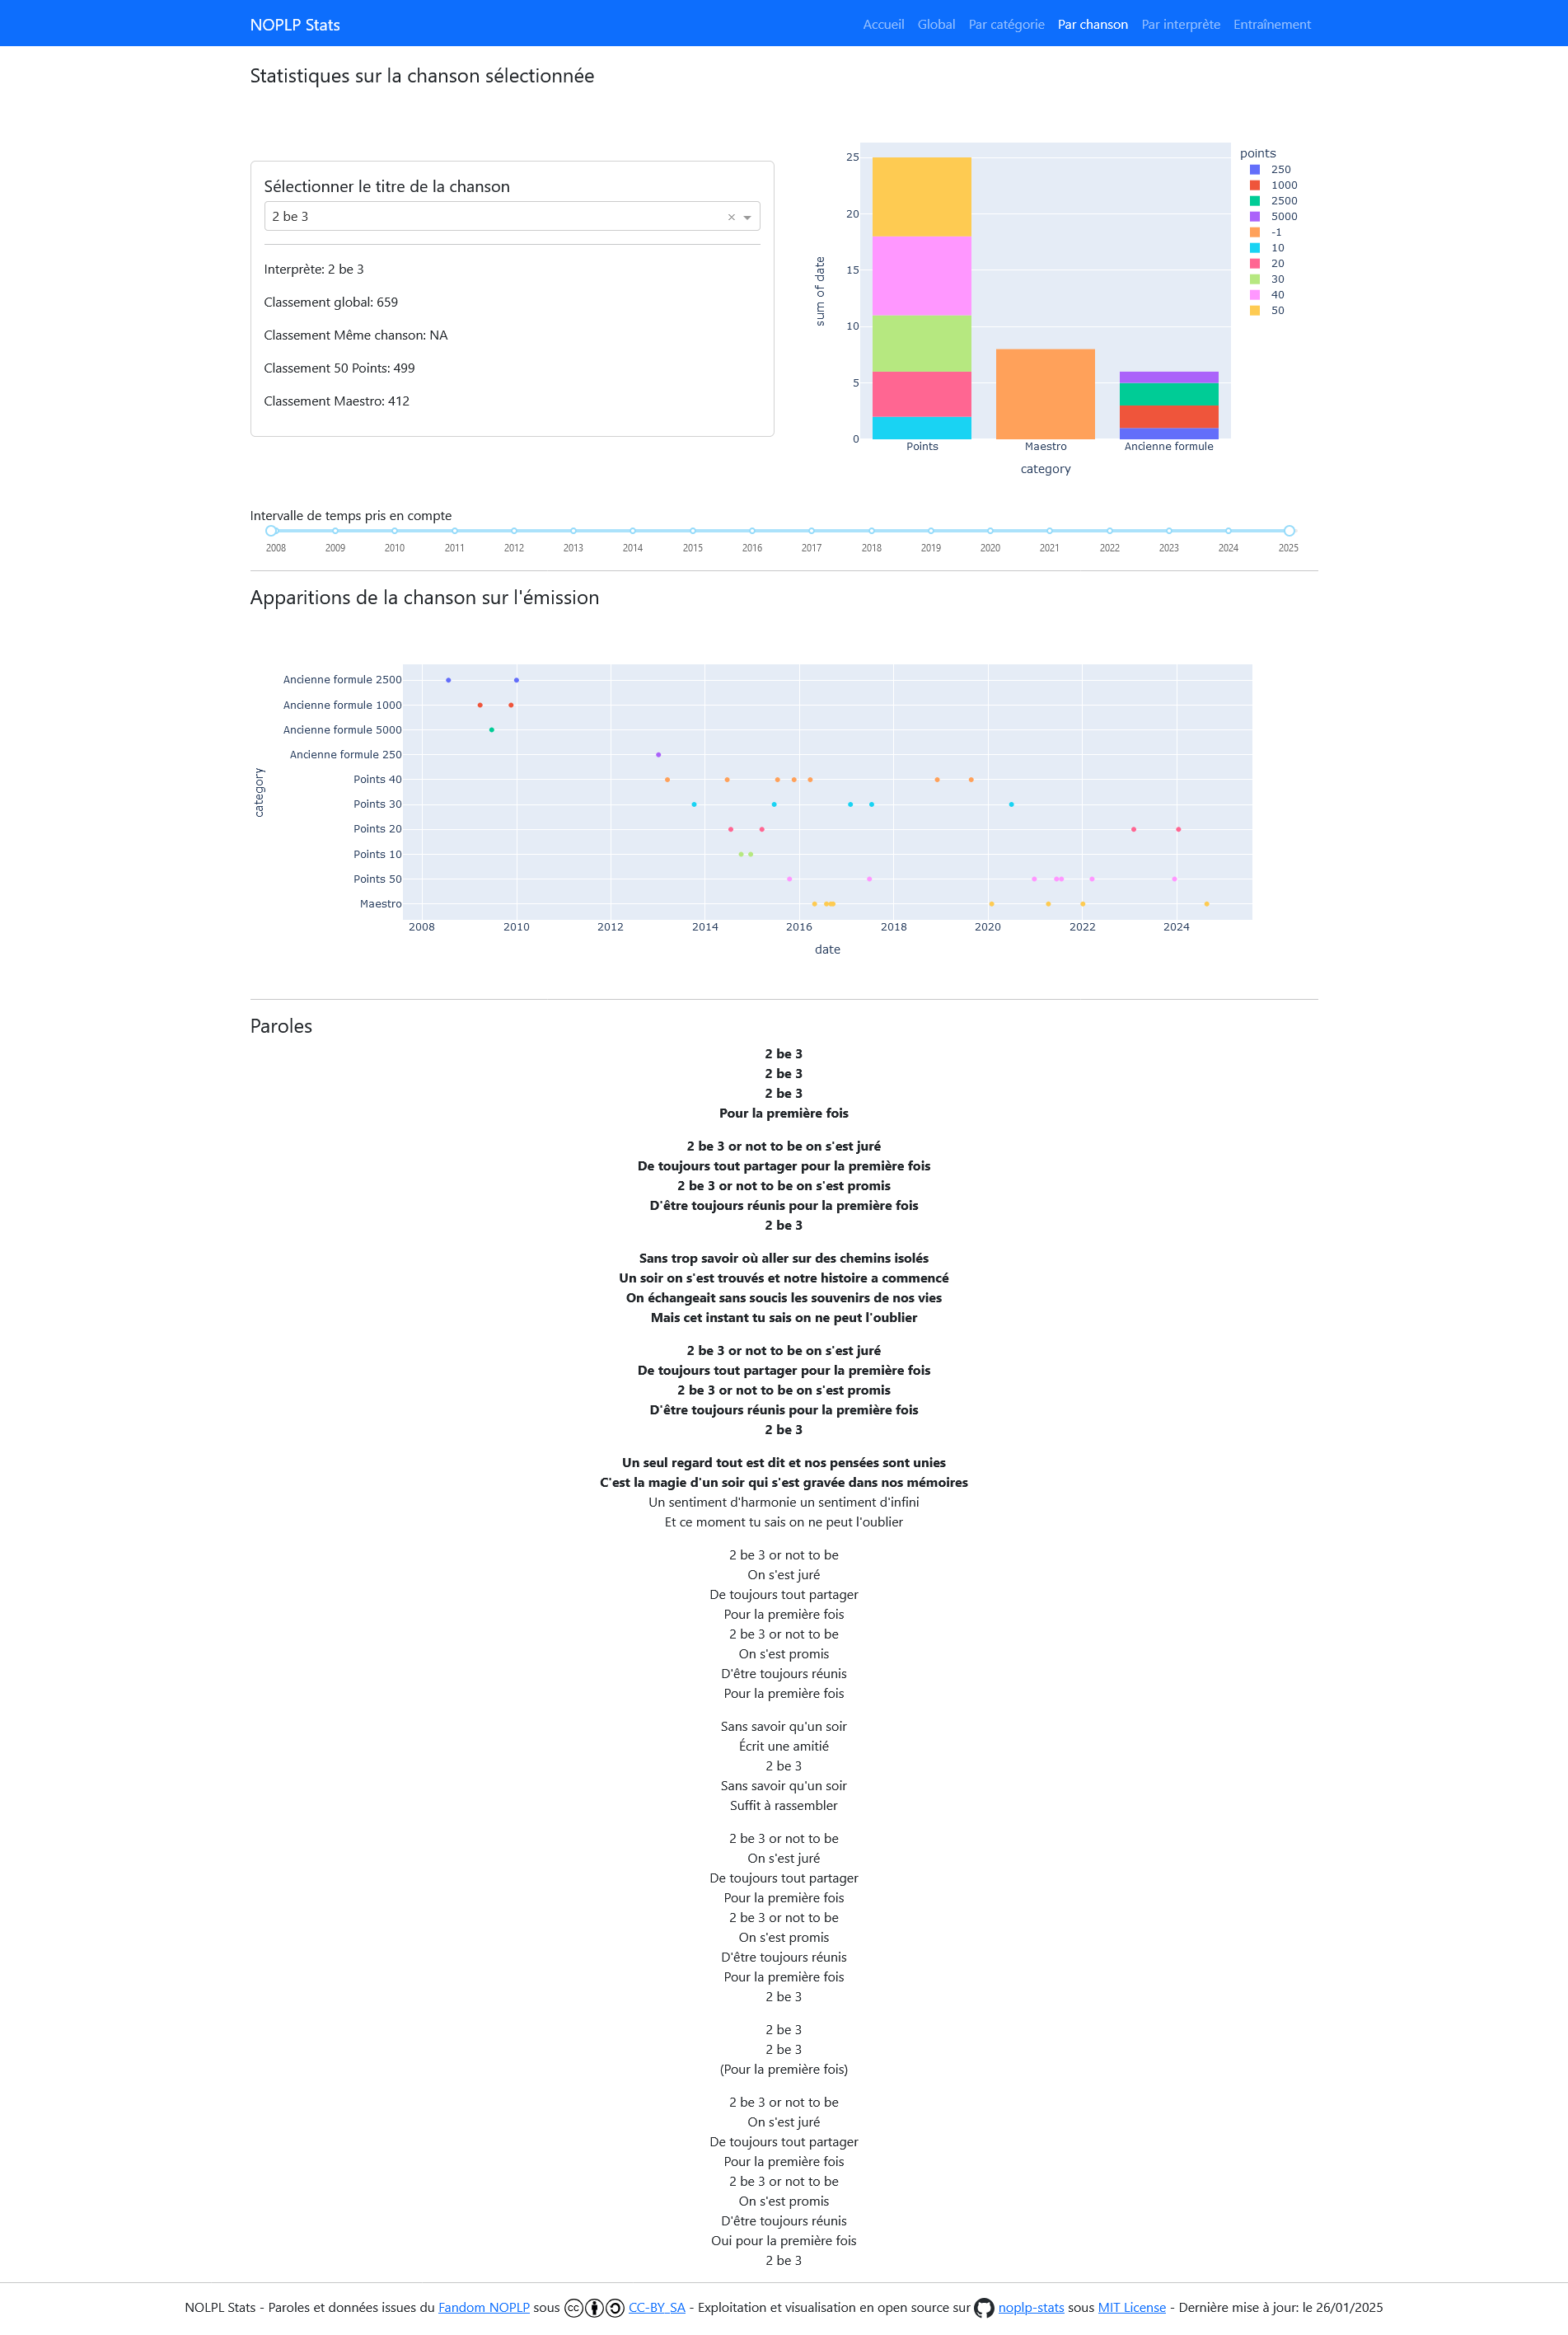 NOPLP Stats
Accueil Global Par catégorie Par chanson Par interprète Entraînement
Statistiques sur la chanson sélectionnée
Sélectionner le titre de la chanson
2 be 3 × 
Interprète: 2 be 3
Classement global: 659
Classement Même chanson: NA
Classement 50 Points: 499
Classement Maestro: 412
25
20
15
10
5
0
sum of date
Points Maestro Ancienne formule
category
points
250
1000
2500
5000
-1
10
20
30
40
50
Intervalle de temps pris en compte
2008 2009 2010 2011 2012 2013 2014 2015 2016 2017 2018 2019 2020 2021 2022 2023 2024 2025
Apparitions de la chanson sur l'émission
category
Ancienne formule 2500
Ancienne formule 1000
Ancienne formule 5000
Ancienne formule 250
Points 40
Points 30
Points 20
Points 10
Points 50
Maestro
2008 2010 2012 2014 2016 2018 2020 2022 2024
date
Paroles
2 be 3
2 be 3
2 be 3
Pour la première fois
2 be 3 or not to be on s'est juré
De toujours tout partager pour la première fois
2 be 3 or not to be on s'est promis
D'être toujours réunis pour la première fois
2 be 3
Sans trop savoir où aller sur des chemins isolés
Un soir on s'est trouvés et notre histoire a commencé
On échangeait sans soucis les souvenirs de nos vies
Mais cet instant tu sais on ne peut l'oublier
2 be 3 or not to be on s'est juré
De toujours tout partager pour la première fois
2 be 3 or not to be on s'est promis
D'être toujours réunis pour la première fois
2 be 3
Un seul regard tout est dit et nos pensées sont unies
C'est la magie d'un soir qui s'est gravée dans nos mémoires
Un sentiment d'harmonie un sentiment d'infini
Et ce moment tu sais on ne peut l'oublier
2 be 3 or not to be
On s'est juré
De toujours tout partager
Pour la première fois
2 be 3 or not to be
On s'est promis
D'être toujours réunis
Pour la première fois
Sans savoir qu'un soir
Écrit une amitié
2 be 3
Sans savoir qu'un soir
Suffit à rassembler
2 be 3 or not to be
On s'est juré
De toujours tout partager
Pour la première fois
2 be 3 or not to be
On s'est promis
D'être toujours réunis
Pour la première fois
2 be 3
2 be 3
2 be 3
(Pour la première fois)
2 be 3 or not to be
On s'est juré
De toujours tout partager
Pour la première fois
2 be 3 or not to be
On s'est promis
D'être toujours réunis
Oui pour la première fois
2 be 3
NOLPL Stats - Paroles et données issues du Fandom NOPLP sous CC-BY_SA - Exploitation et visualisation en open source sur noplp-stats sous MIT License - Dernière mise à jour: le 26/01/2025